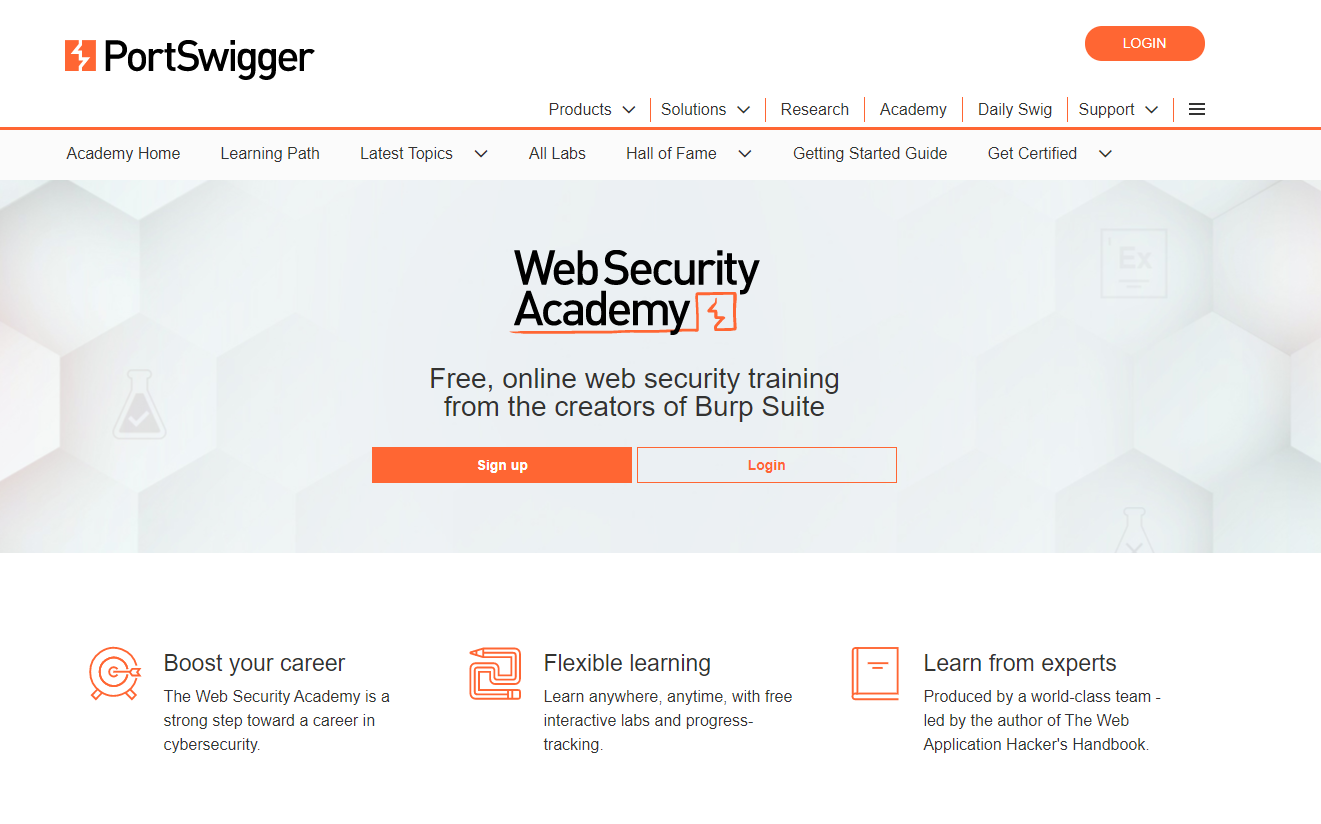 PortSwigger
LOGIN
Products
Solutions
Research
Academy
Daily Swig
Support
Academy Home
Learning Path
Latest Topics
All Labs
Hall of Fame
Getting Started Guide
Get Certified
Web Security
Academy
Ex
Free, online web security training
from the creators of Burp Suite
Sign up
Login
Boost your career
The Web Security Academy is a
strong step toward a career in
cybersecurity.
Flexible learning
Learn anywhere, anytime, with free
interactive labs and progress-
tracking.
Learn from experts
Produced by a world-class team -
led by the author of The Web
Application Hacker's Handbook.